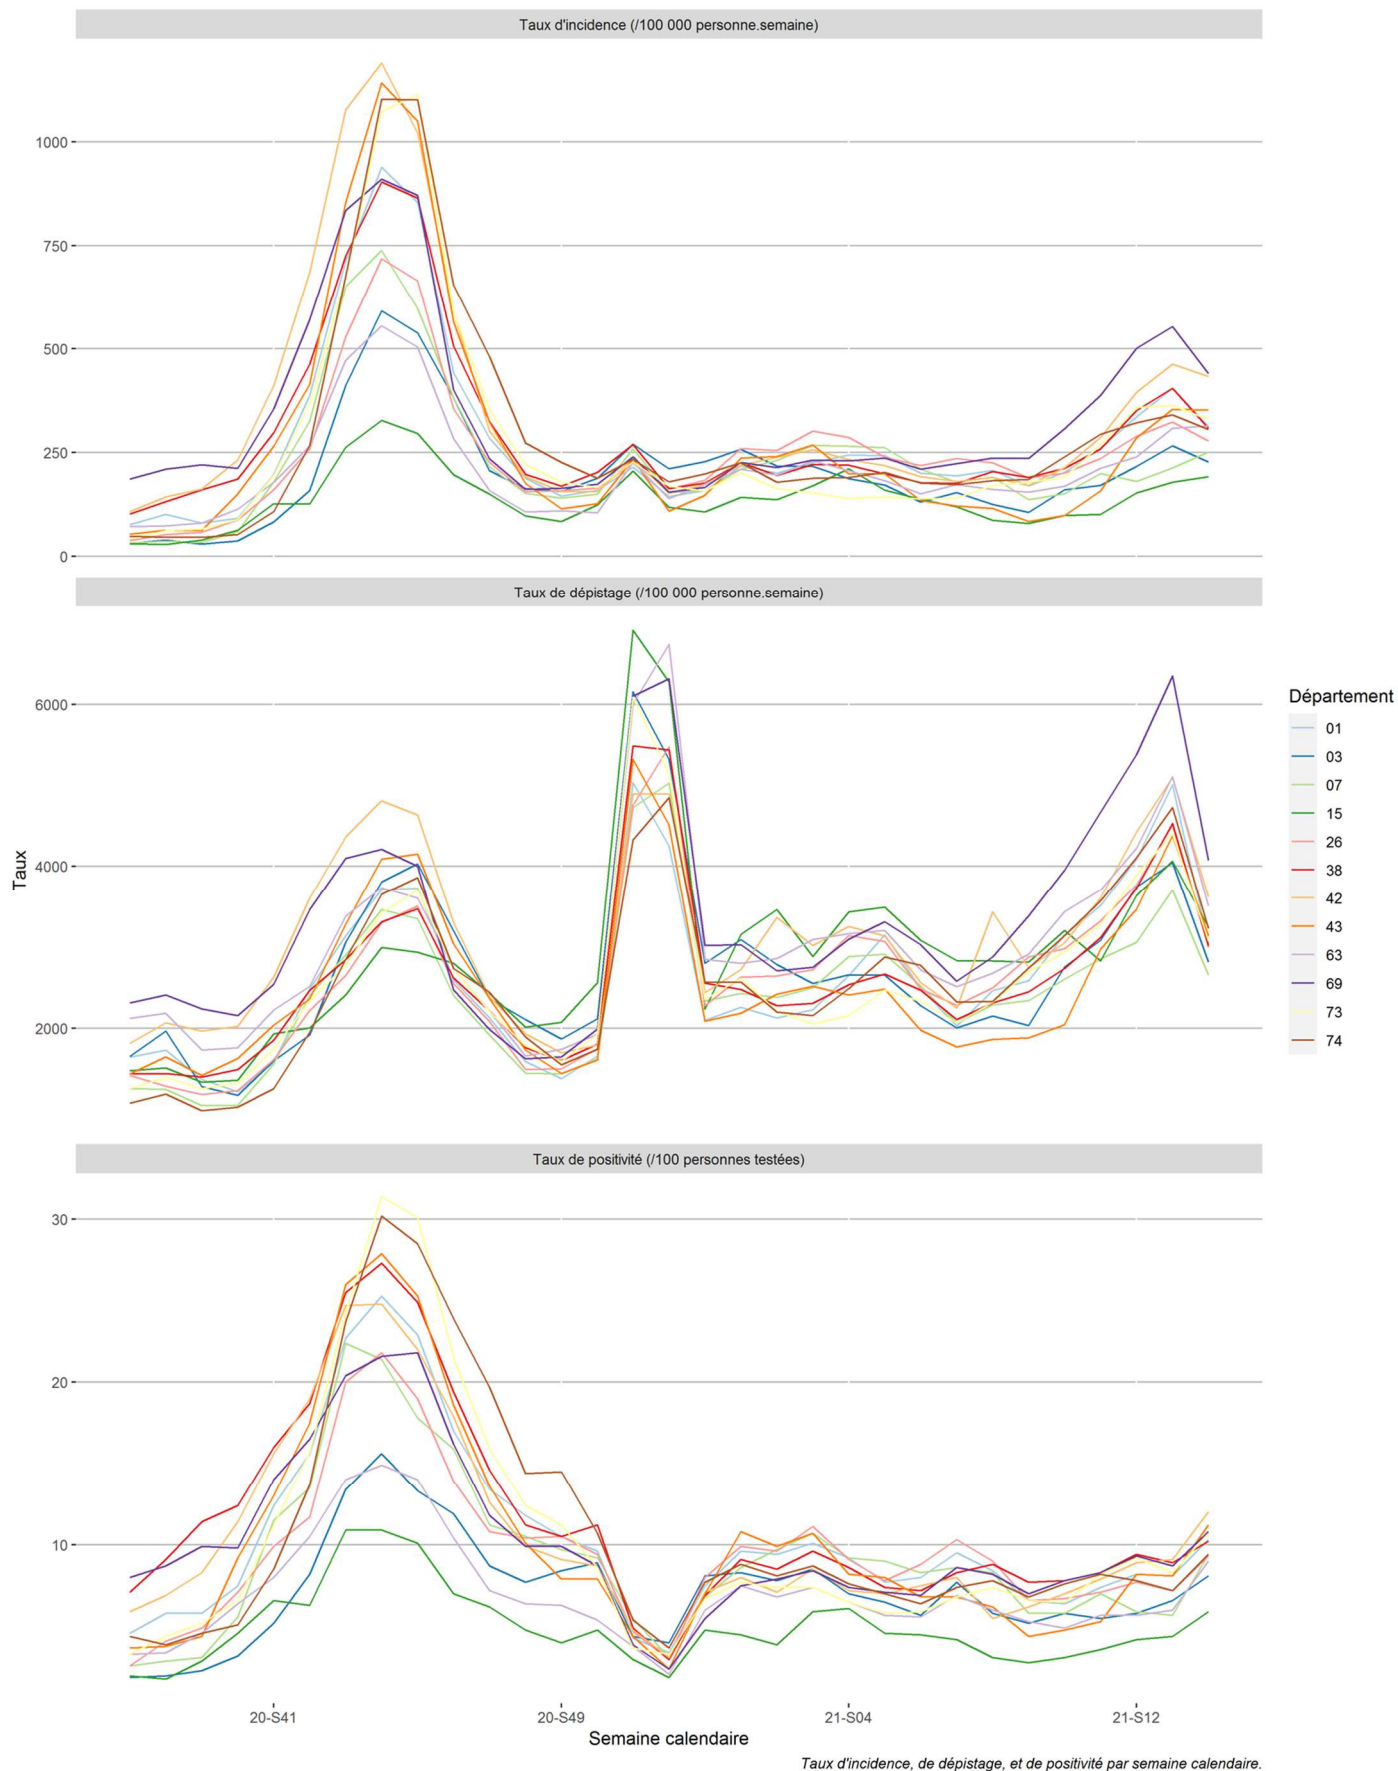 Taux d'incidence (/100 000 personne.semaine)
1000
750
500
250
0
Taux de dépistage (/100 000 personne.semaine)
6000
4000
2000
Taux
Taux de positivité (/100 personnes testées)
30
20
10
20-S41
20-S49
21-S04
21-S12
Semaine calendaire
Taux d'incidence, de dépistage, et de positivité par semaine calendaire.
Département
01
03
07
15
26
38
42
43
63
69
73
74